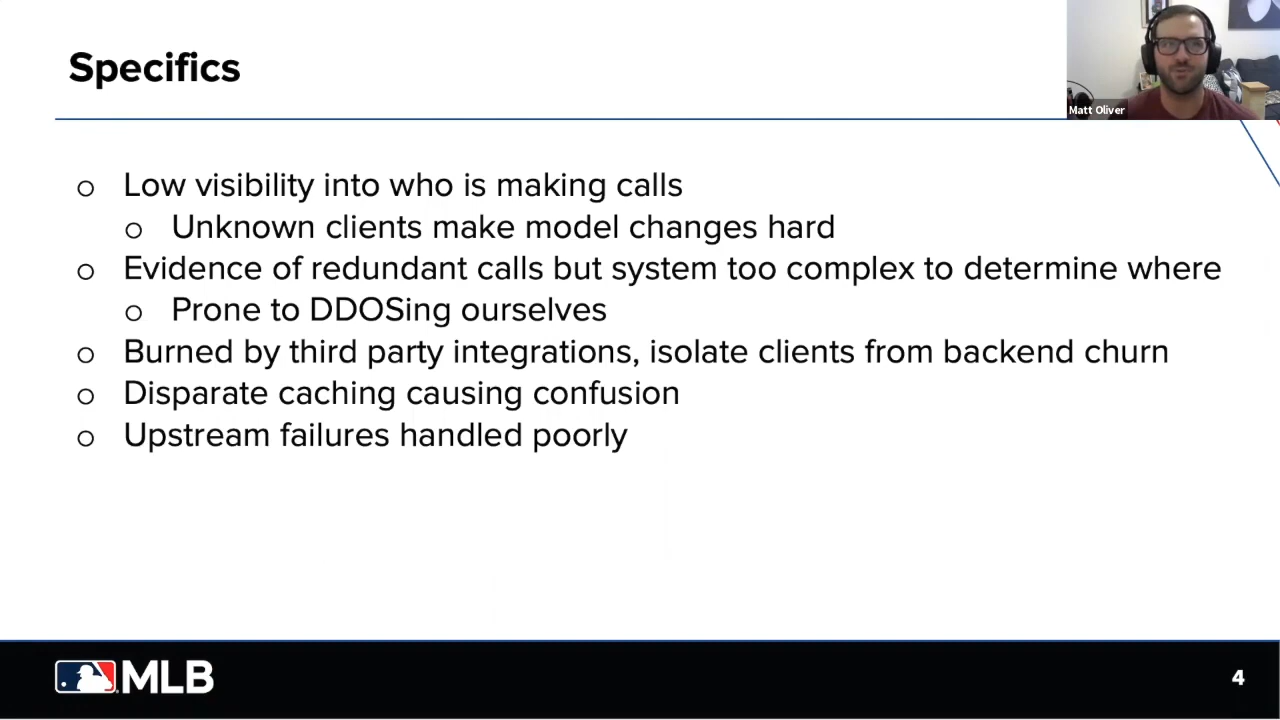 Specifics
Matt Oliver
o Low visibility into who is making calls
o Unknown clients make model changes hard
o Evidence of redundant calls but system too complex to determine where
o Prone to DDOSing ourselves
o Burned by third party integrations, isolate clients from backend churn
o Disparate caching causing confusion
o Upstream failures handled poorly
MLB
4